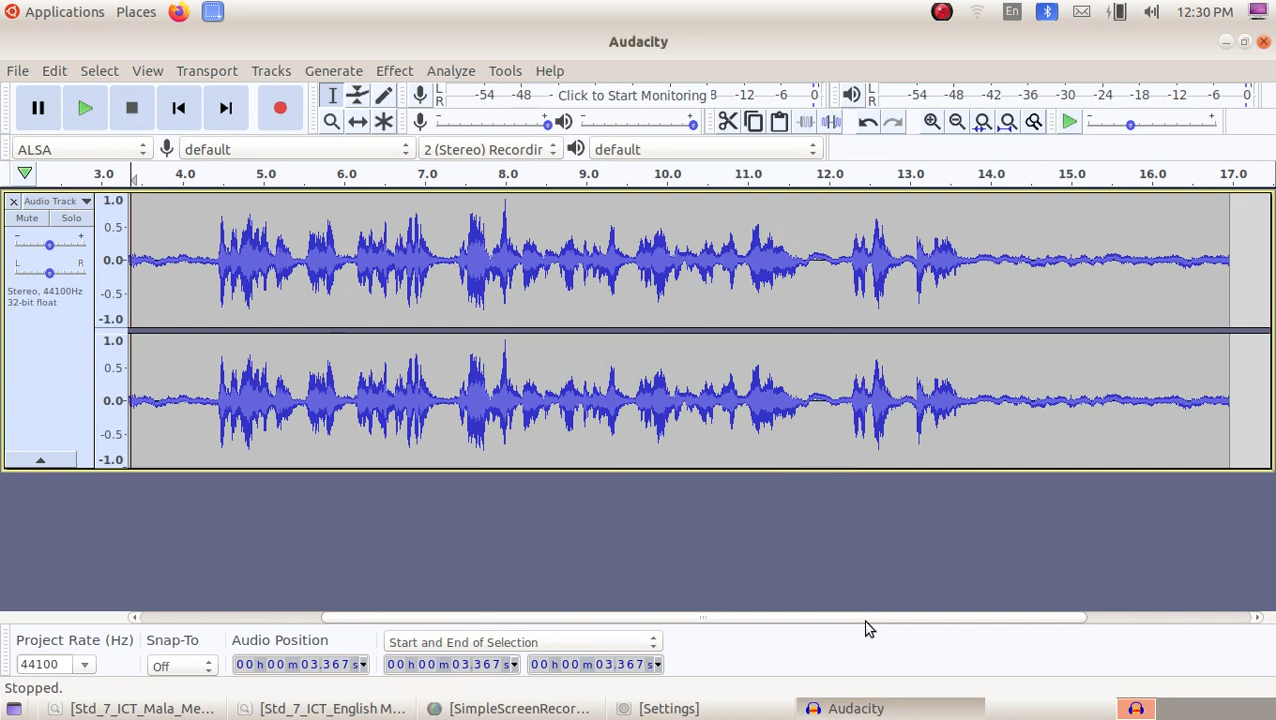 Applications Places En 12:30 PM
Audacity
File Edit Select View Transport Tracks Generate Effect Analyze Tools Help
L R -54 -48 - Click to Start Monitoring 8 -12 -6 0 L R -54 -48 -42 -36 -30 -24 -18 -12 -6 0
- + - + - +
ALSA default 2 (Stereo) Recordir default
3.0 4.0 5.0 6.0 7.0 8.0 9.0 10.0 11.0 12.0 13.0 14.0 15.0 16.0 17.0
Audio Track 1.0
Mute Solo
- + 0.5
L R 0.0
Stereo, 44100Hz -0.5
32-bit float
-1.0
1.0
0.5
0.0
-0.5
-1.0
Project Rate (Hz) Snap-To Audio Position Start and End of Selection
44100 Off 00 h 00 m 03.367 s 00 h 00 m 03.367 s 00 h 00 m 03.367 s
Stopped.
[Std_7_ICT_Mala_Me... [Std_7_ICT_English M... [SimpleScreenRecor... [Settings] Audacity